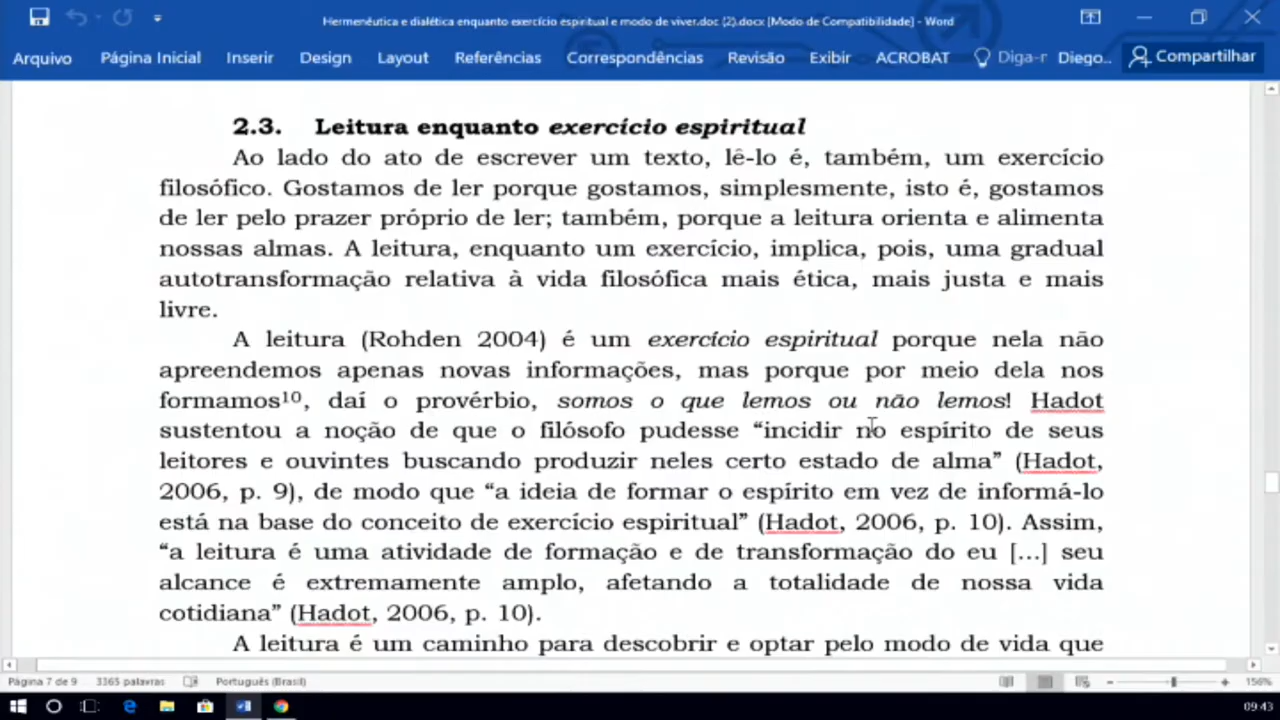 Hermenêutica e dialética enquanto exercício espiritual e modo de viver.doc (2).docx [Modo de Compatibilidade] - Word
Arquivo Página Inicial Inserir Design Layout Referências Correspondências Revisão Exibir ACROBAT Diga-r Diego... Compartilhar
2.3. Leitura enquanto exercício espiritual
Ao lado do ato de escrever um texto, lê-lo é, também, um exercício
filosófico. Gostamos de ler porque gostamos, simplesmente, isto é, gostamos
de ler pelo prazer próprio de ler; também, porque a leitura orienta e alimenta
nossas almas. A leitura, enquanto um exercício, implica, pois, uma gradual
autotransformação relativa à vida filosófica mais ética, mais justa e mais
livre.
A leitura (Rohden 2004) é um exercício espiritual porque nela não
apreendemos apenas novas informações, mas porque por meio dela nos
formamos¹⁰, daí o provérbio, somos o que lemos ou não lemos! Hadot
sustentou a noção de que o filósofo pudesse “incidir no espírito de seus
leitores e ouvintes buscando produzir neles certo estado de alma” (Hadot,
2006, p. 9), de modo que “a ideia de formar o espírito em vez de informá-lo
está na base do conceito de exercício espiritual” (Hadot, 2006, p. 10). Assim,
“a leitura é uma atividade de formação e de transformação do eu [...] seu
alcance é extremamente amplo, afetando a totalidade de nossa vida
cotidiana” (Hadot, 2006, p. 10).
A leitura é um caminho para descobrir e optar pelo modo de vida que
Página 7 de 9 3365 palavras Português (Brasil) 156%
09:43